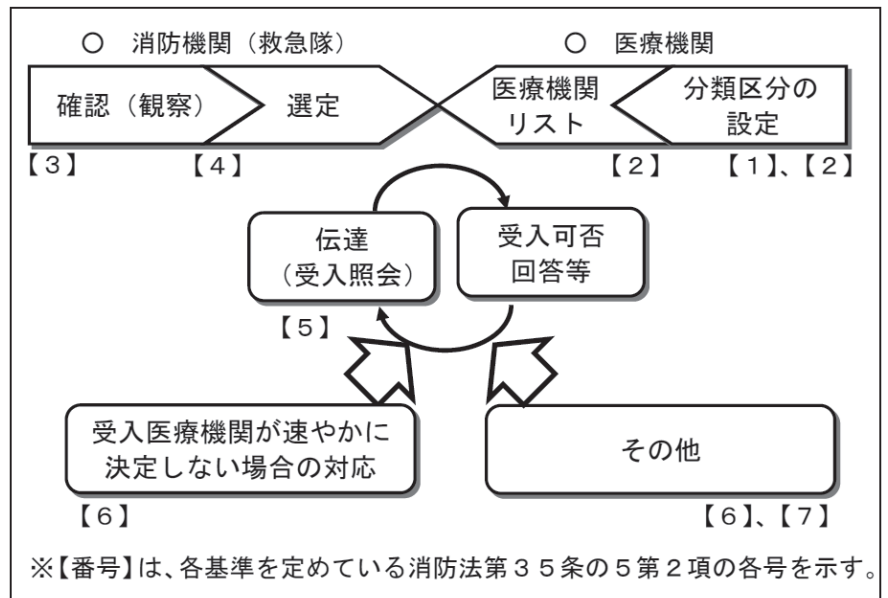 ○ 消防機関（救急隊）
○ 医療機関
確認（観察）
選定
医療機関
リスト
分類区分の
設定
【３】
【４】
【２】
【１】、【２】
伝達
（受入照会）
受入可否
回答等
【５】
受入医療機関が速やかに
決定しない場合の対応
その他
【６】
【６】、【７】
※【番号】は、各基準を定めている消防法第３５条の５第２項の各号を示す。